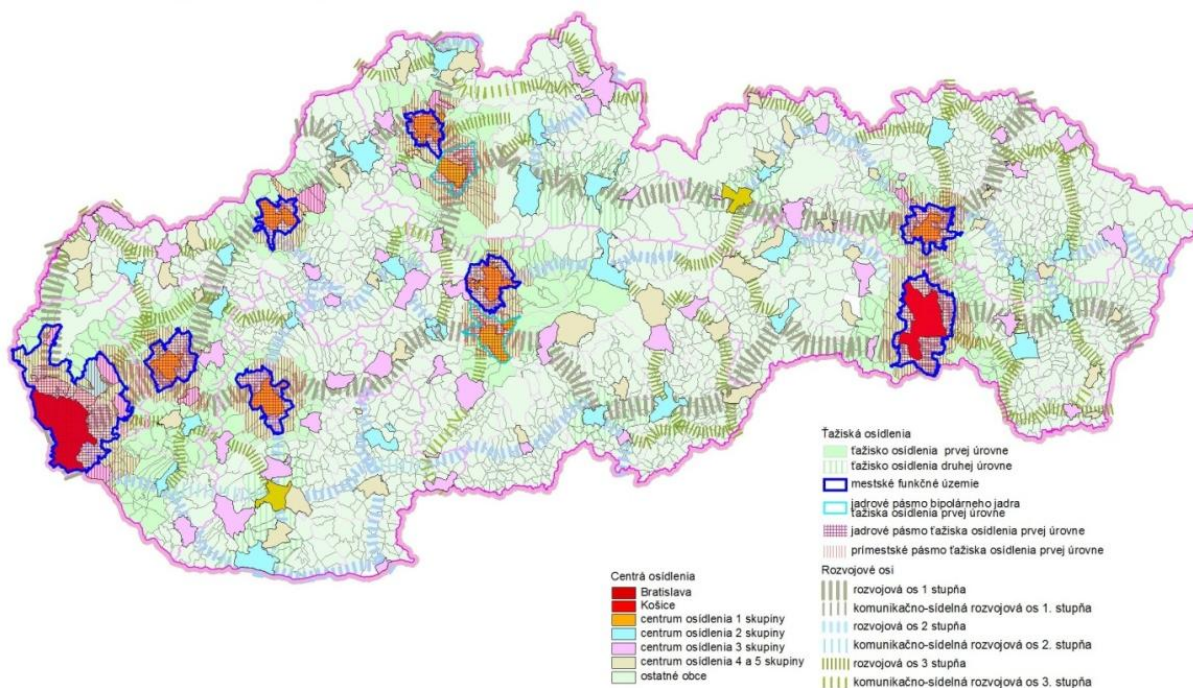 Ťažiská osídlenia
ťažisko osídlenia prvej úrovne
ťažisko osídlenia druhej úrovne
mestské funkčné územie
jadrové pásmo bipolárneho jadra
ťažiska osídlenia prvej úrovne
jadrové pásmo ťažiska osídlenia prvej úrovne
prímestské pásmo ťažiska osídlenia prvej úrovne
Rozvojové osi
rozvojová os 1 stupňa
komunikačno-sídelná rozvojová os 1. stupňa
rozvojová os 2 stupňa
komunikačno-sídelná rozvojová os 2. stupňa
rozvojová os 3 stupňa
komunikačno-sídelná rozvojová os 3. stupňa
Centrá osídlenia
Bratislava
Košice
centrum osídlenia 1 skupiny
centrum osídlenia 2 skupiny
centrum osídlenia 3 skupiny
centrum osídlenia 4 a 5 skupiny
ostatné obce